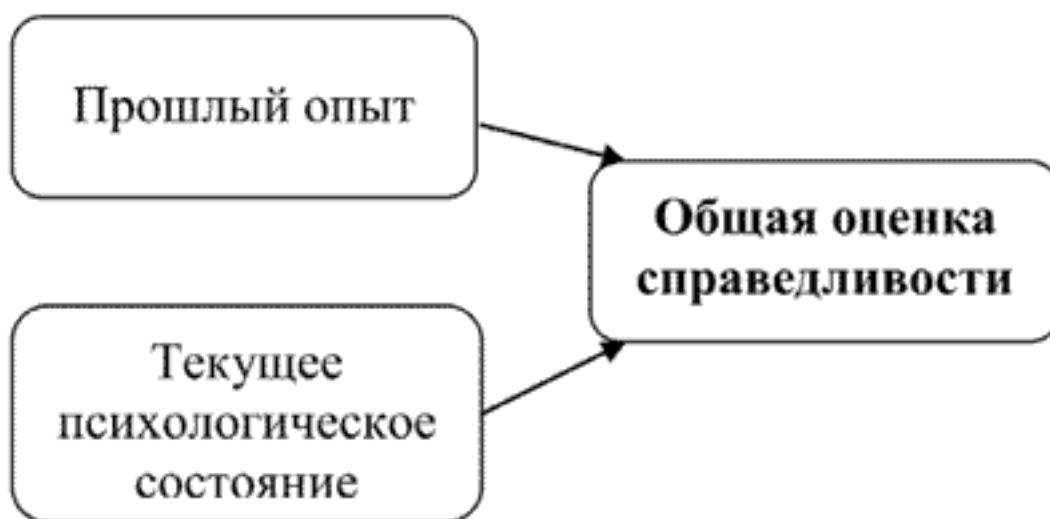 Прошлый опыт
Общая оценка
справедливости
Текущее
психологическое
состояние